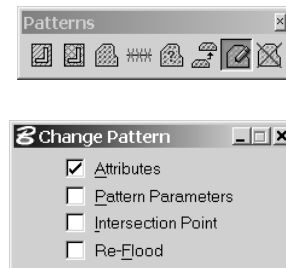 Patterns
Change Pattern
Attributes
Pattern Parameters
Intersection Point
Re-Flood